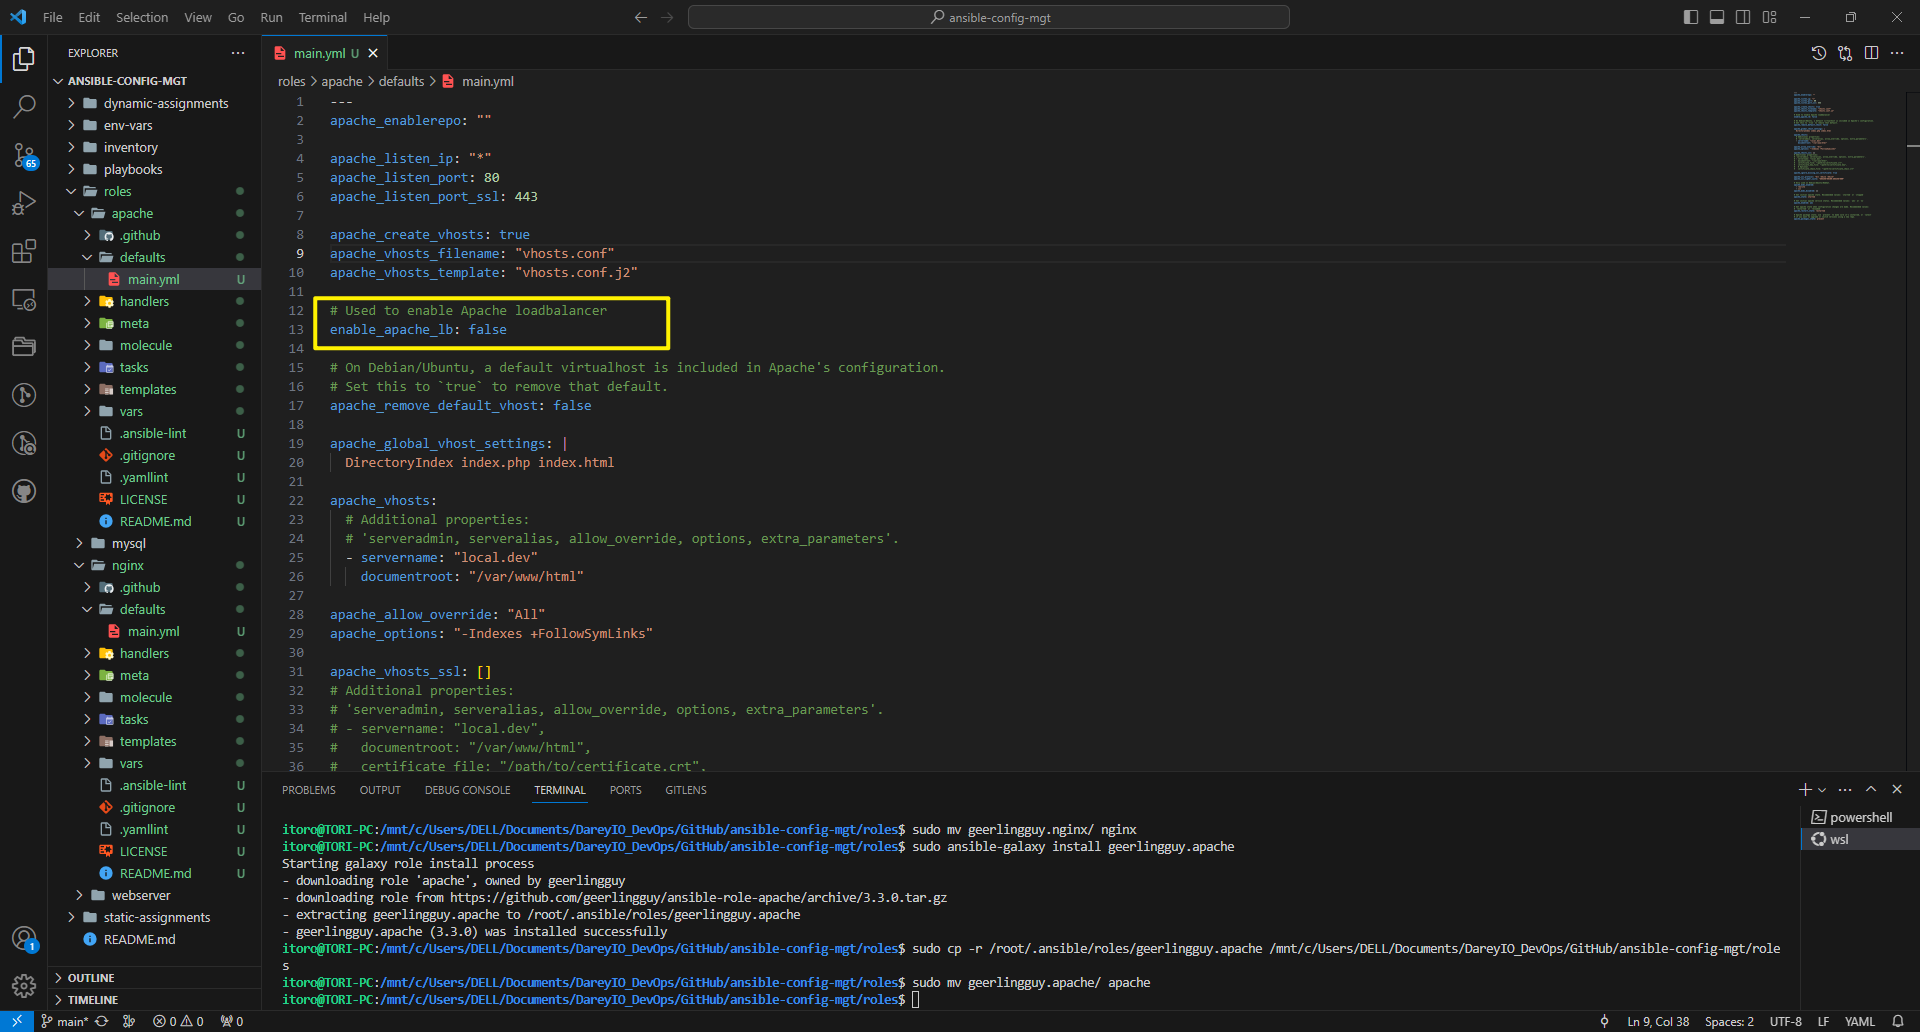 File Edit Selection View Go Run Terminal Help
ansible-config-mgt
EXPLORER
ANSIBLE-CONFIG-MGT
dynamic-assignments
env-vars
inventory
playbooks
roles
apache
.github
defaults
main.yml U
handlers
meta
molecule
tasks
templates
vars
.ansible-lint U
.gitignore U
.yamllint U
LICENSE U
README.md U
mysql
nginx
.github
defaults
main.yml U
handlers
meta
molecule
tasks
templates
vars
.ansible-lint U
.gitignore U
.yamllint U
LICENSE U
README.md U
webserver
static-assignments
README.md
OUTLINE
TIMELINE
65
1
main.yml U
roles > apache > defaults > main.yml
1 ---
2 apache_enablerepo: ""
3
4 apache_listen_ip: "*"
5 apache_listen_port: 80
6 apache_listen_port_ssl: 443
7
8 apache_create_vhosts: true
9 apache_vhosts_filename: "vhosts.conf"
10 apache_vhosts_template: "vhosts.conf.j2"
11
12 # Used to enable Apache loadbalancer
13 enable_apache_lb: false
14
15 # On Debian/Ubuntu, a default virtualhost is included in Apache's configuration.
16 # Set this to `true` to remove that default.
17 apache_remove_default_vhost: false
18
19 apache_global_vhost_settings: |
20 DirectoryIndex index.php index.html
21
22 apache_vhosts:
23 # Additional properties:
24 # 'serveradmin, serveralias, allow_override, options, extra_parameters'.
25 - servername: "local.dev"
26 documentroot: "/var/www/html"
27
28 apache_allow_override: "All"
29 apache_options: "-Indexes +FollowSymLinks"
30
31 apache_vhosts_ssl: []
32 # Additional properties:
33 # 'serveradmin, serveralias, allow_override, options, extra_parameters'.
34 # - servername: "local.dev",
35 # documentroot: "/var/www/html",
36 # certificate_file: "/path/to/certificate.crt",
PROBLEMS OUTPUT DEBUG CONSOLE TERMINAL PORTS GITLENS
itoro@TORI-PC:/mnt/c/Users/DELL/Documents/DareyIO_DevOps/GitHub/ansible-config-mgt/roles$ sudo mv geerlingguy.nginx/ nginx
itoro@TORI-PC:/mnt/c/Users/DELL/Documents/DareyIO_DevOps/GitHub/ansible-config-mgt/roles$ sudo ansible-galaxy install geerlingguy.apache
Starting galaxy role install process
- downloading role 'apache', owned by geerlingguy
- downloading role from https://github.com/geerlingguy/ansible-role-apache/archive/3.3.0.tar.gz
- extracting geerlingguy.apache to /root/.ansible/roles/geerlingguy.apache
- geerlingguy.apache (3.3.0) was installed successfully
itoro@TORI-PC:/mnt/c/Users/DELL/Documents/DareyIO_DevOps/GitHub/ansible-config-mgt/roles$ sudo cp -r /root/.ansible/roles/geerlingguy.apache /mnt/c/Users/DELL/Documents/DareyIO_DevOps/GitHub/ansible-config-mgt/role
s
itoro@TORI-PC:/mnt/c/Users/DELL/Documents/DareyIO_DevOps/GitHub/ansible-config-mgt/roles$ sudo mv geerlingguy.apache/ apache
itoro@TORI-PC:/mnt/c/Users/DELL/Documents/DareyIO_DevOps/GitHub/ansible-config-mgt/roles$
powershell
wsl
main* 0 0 0
Ln 9, Col 38 Spaces: 2 UTF-8 LF YAML